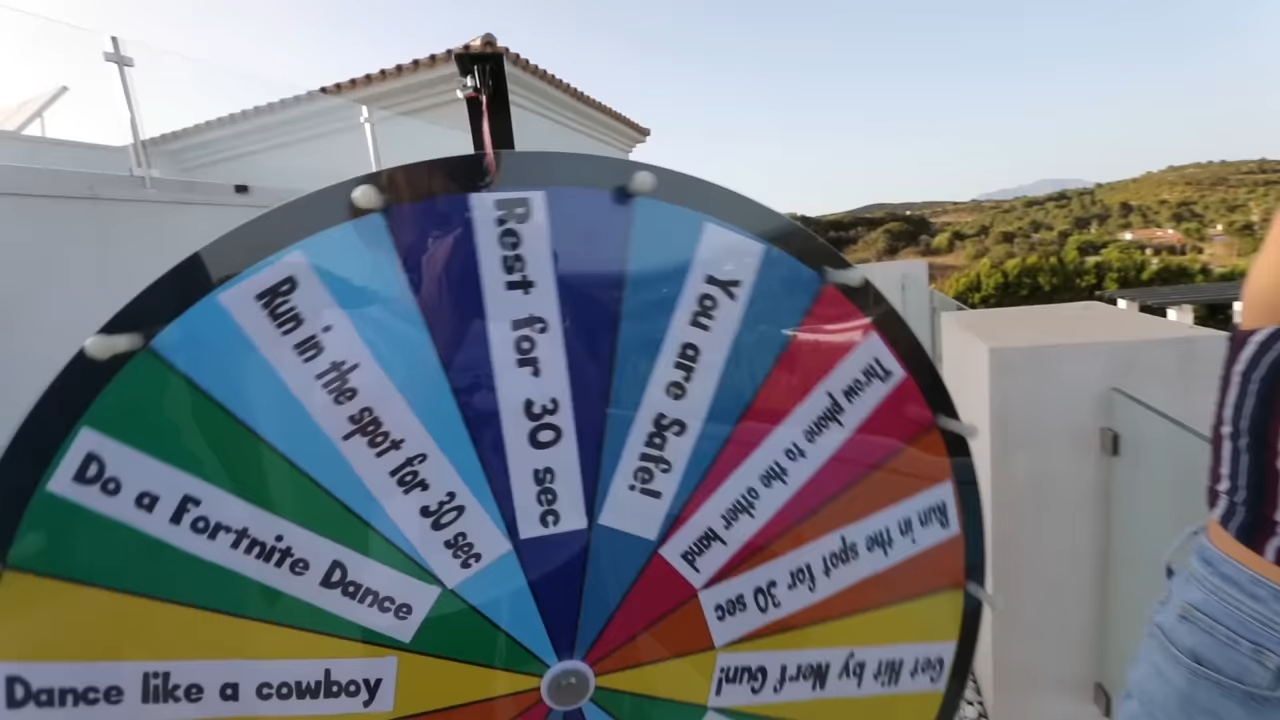 Dance like a cowboy
Do a Fortnite Dance
Run in the spot for 30 sec
Rest for 30 sec
You are Safe!
Throw phone to the other hand
Run in the spot for 30 sec
Get Hit by Nerf Gun!